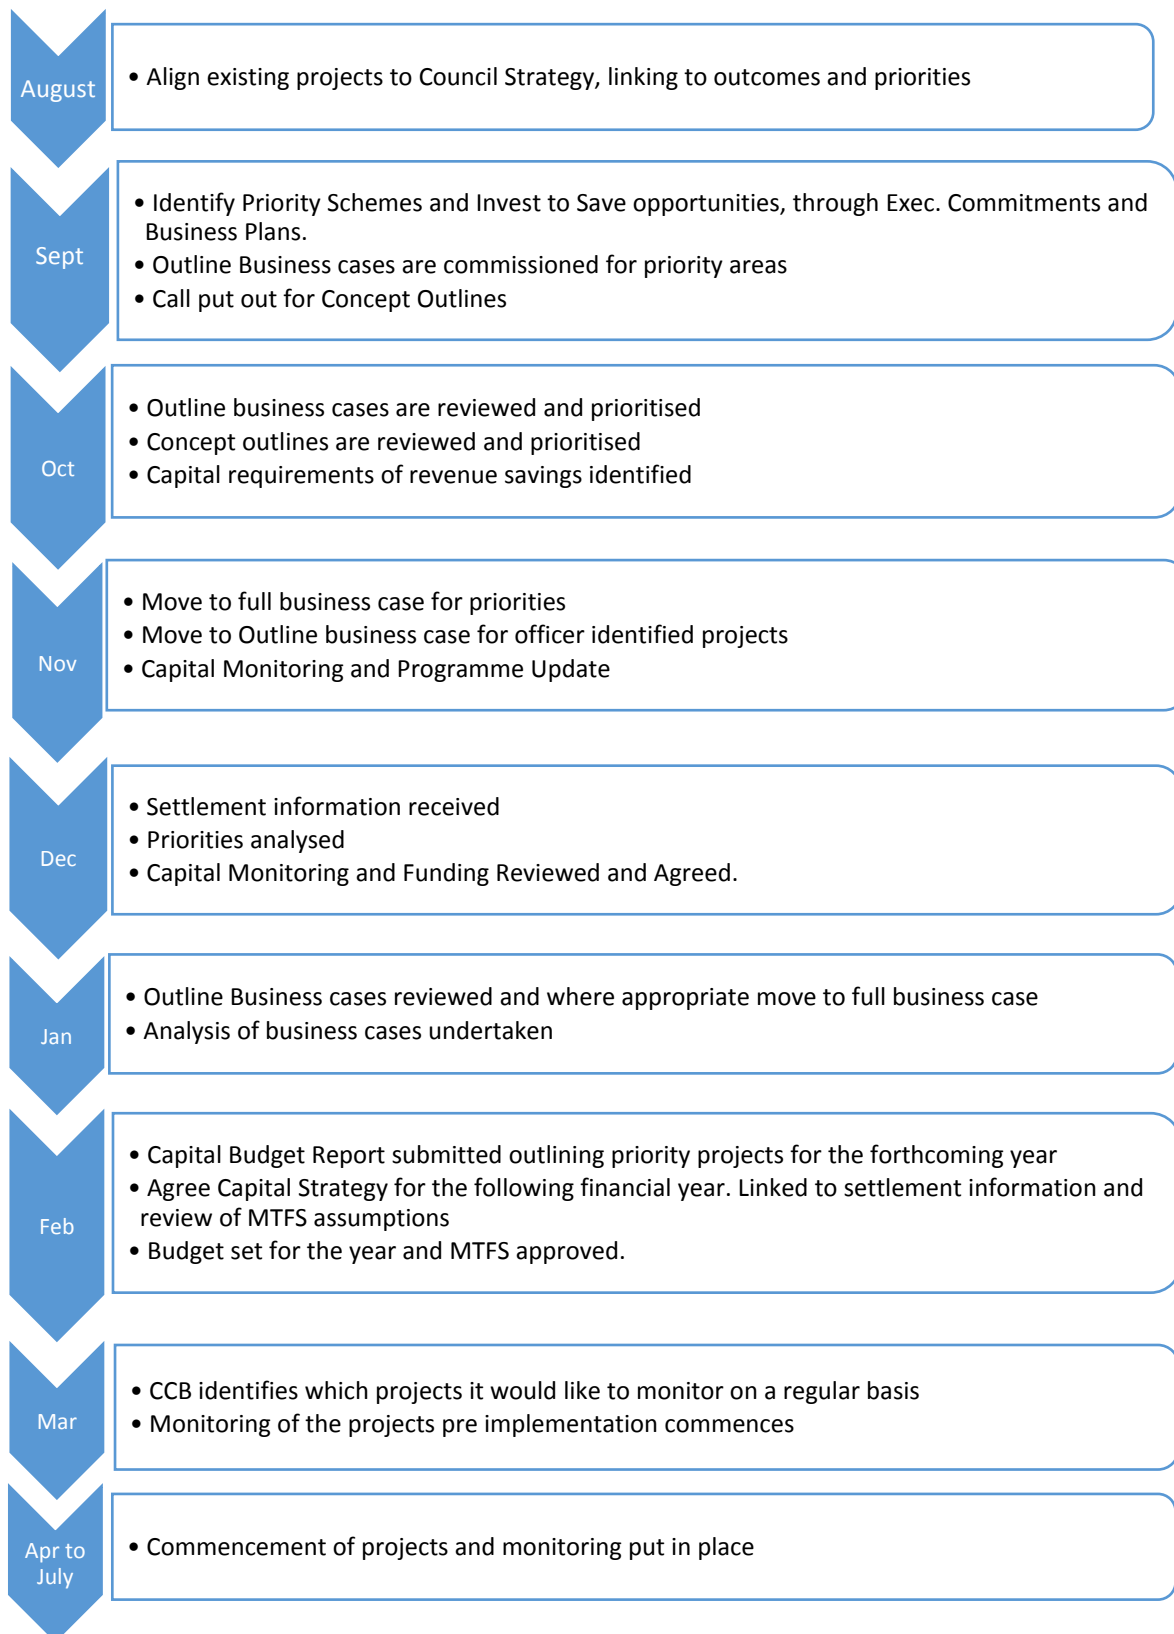 August
• Align existing projects to Council Strategy, linking to outcomes and priorities
Sept
• Identify Priority Schemes and Invest to Save opportunities, through Exec. Commitments and
Business Plans.
• Outline Business cases are commissioned for priority areas
• Call put out for Concept Outlines
Oct
• Outline business cases are reviewed and prioritised
• Concept outlines are reviewed and prioritised
• Capital requirements of revenue savings identified
Nov
• Move to full business case for priorities
• Move to Outline business case for officer identified projects
• Capital Monitoring and Programme Update
Dec
• Settlement information received
• Priorities analysed
• Capital Monitoring and Funding Reviewed and Agreed.
Jan
• Outline Business cases reviewed and where appropriate move to full business case
• Analysis of business cases undertaken
Feb
• Capital Budget Report submitted outlining priority projects for the forthcoming year
• Agree Capital Strategy for the following financial year. Linked to settlement information and
review of MTFS assumptions
• Budget set for the year and MTFS approved.
Mar
• CCB identifies which projects it would like to monitor on a regular basis
• Monitoring of the projects pre implementation commences
Apr to
July
• Commencement of projects and monitoring put in place